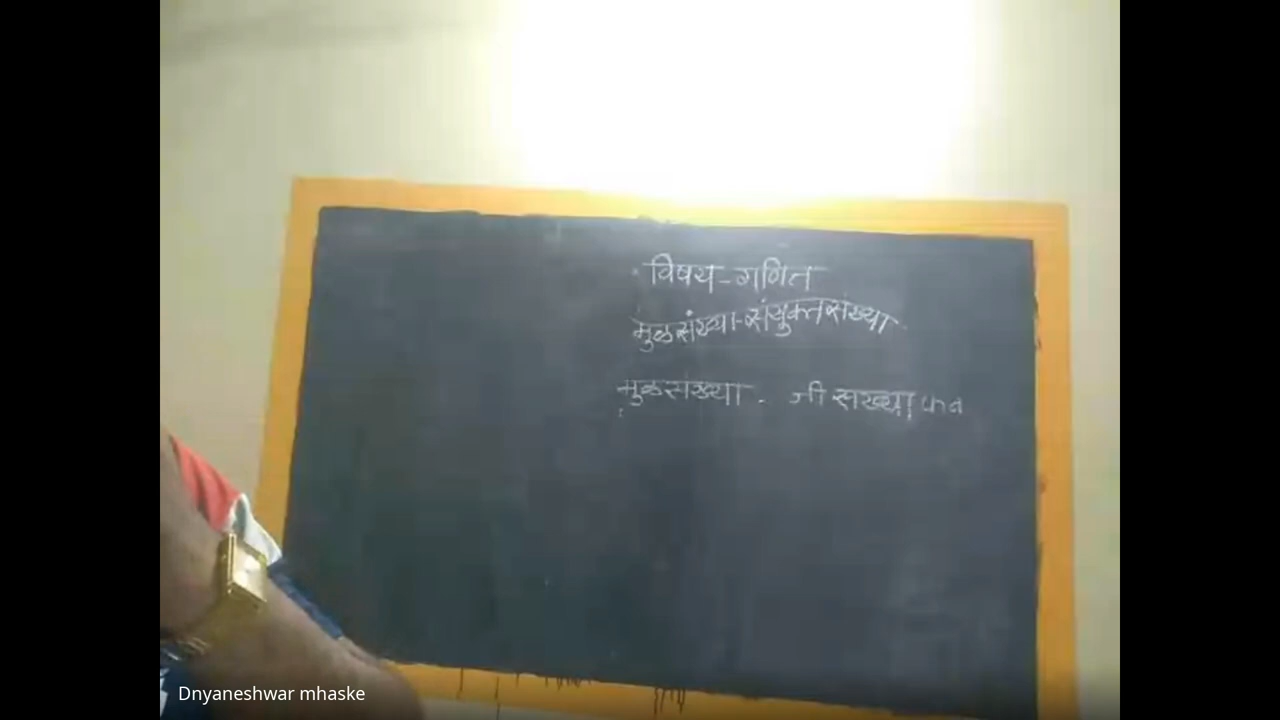 विषय-गणित
मुळसंख्या-संयुक्तसंख्या
मुळसंख्या - जी संख्या
Dnyaneshwar mhaske